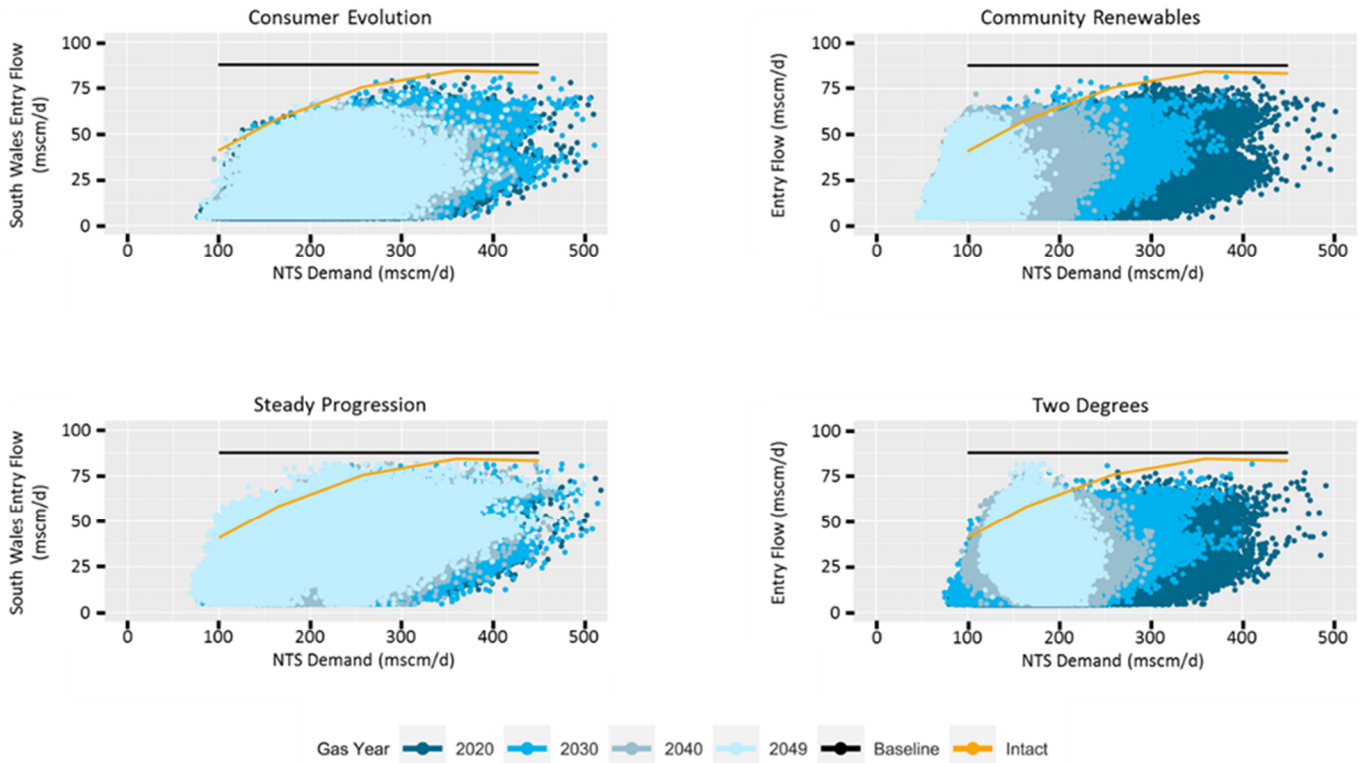 Consumer Evolution
South Wales Entry Flow
(mscm/d)
100
75
50
25
0
0 100 200 300 400 500
NTS Demand (mscm/d)
Community Renewables
Entry Flow (mscm/d)
100
75
50
25
0
0 100 200 300 400 500
NTS Demand (mscm/d)
Steady Progression
South Wales Entry Flow
(mscm/d)
100
75
50
25
0
0 100 200 300 400 500
NTS Demand (mscm/d)
Two Degrees
Entry Flow (mscm/d)
100
75
50
25
0
0 100 200 300 400 500
NTS Demand (mscm/d)
Gas Year 2020 2030 2040 2049 Baseline Intact